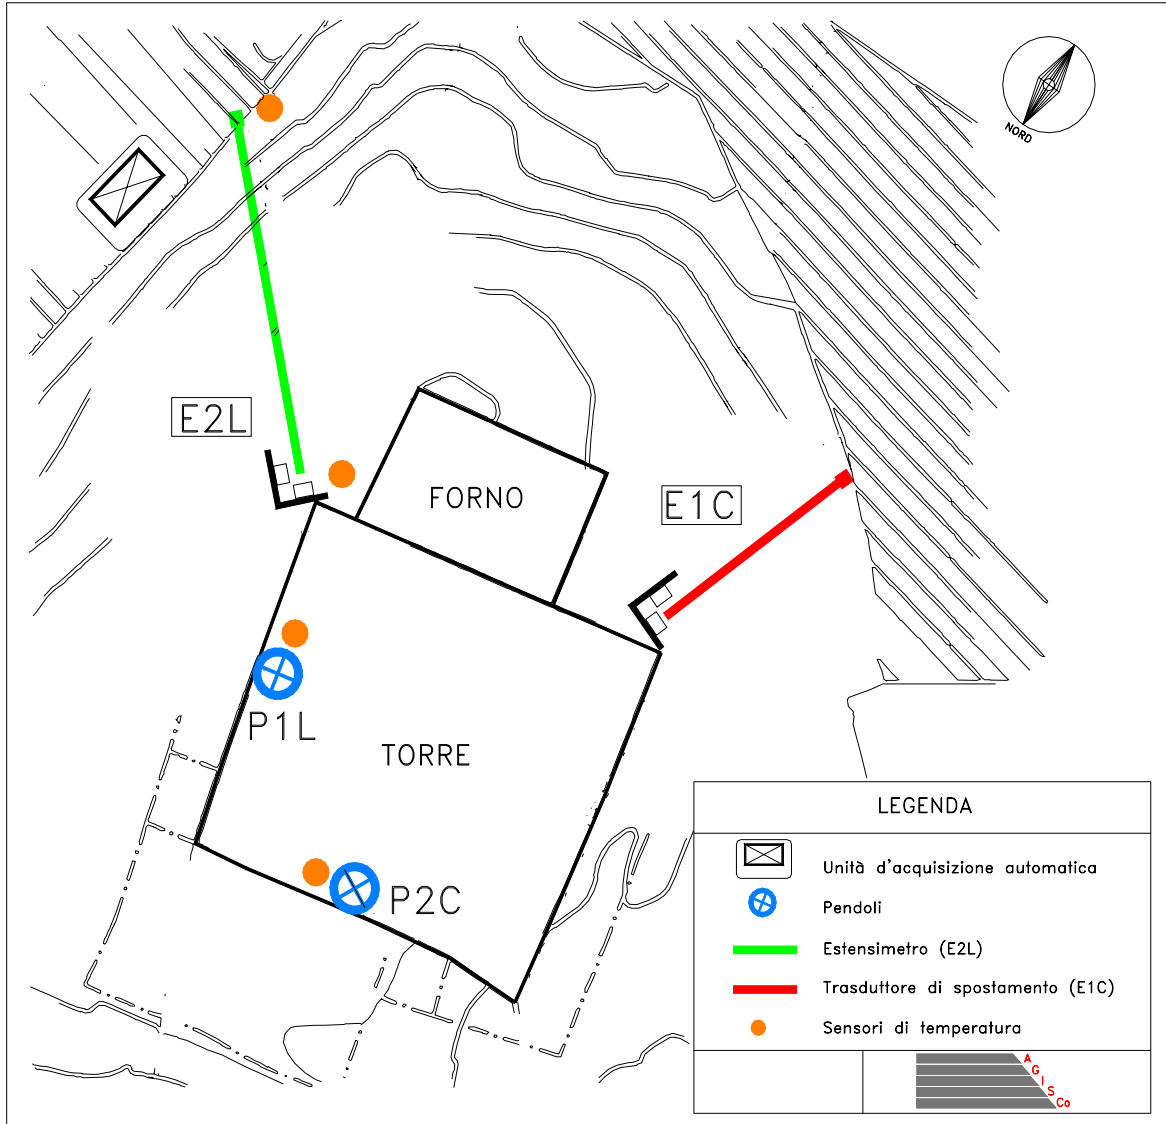 NORD
E2L
FORNO
E1C
P1L
TORRE
P2C
LEGENDA
Unità d'acquisizione automatica
Pendoli
Estensimetro (E2L)
Trasduttore di spostamento (E1C)
Sensori di temperatura
A
G
I
S
Co